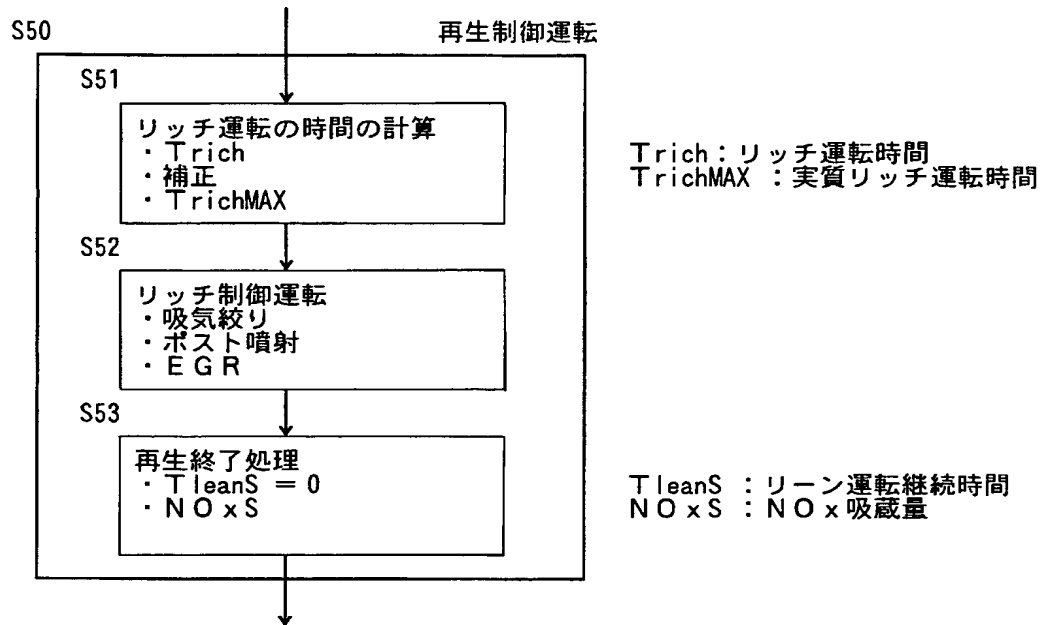 S50
再生制御運転
S51
リッチ運転の時間の計算
・Trich
・補正
・TrichMAX
Trich:リッチ運転時間
TrichMAX :実質リッチ運転時間
S52
リッチ制御運転
・吸気絞り
・ポスト噴射
・EGR
S53
再生終了処理
・TleanS = 0
・NOxS
TleanS :リーン運転継続時間
NOxS :NOx吸蔵量